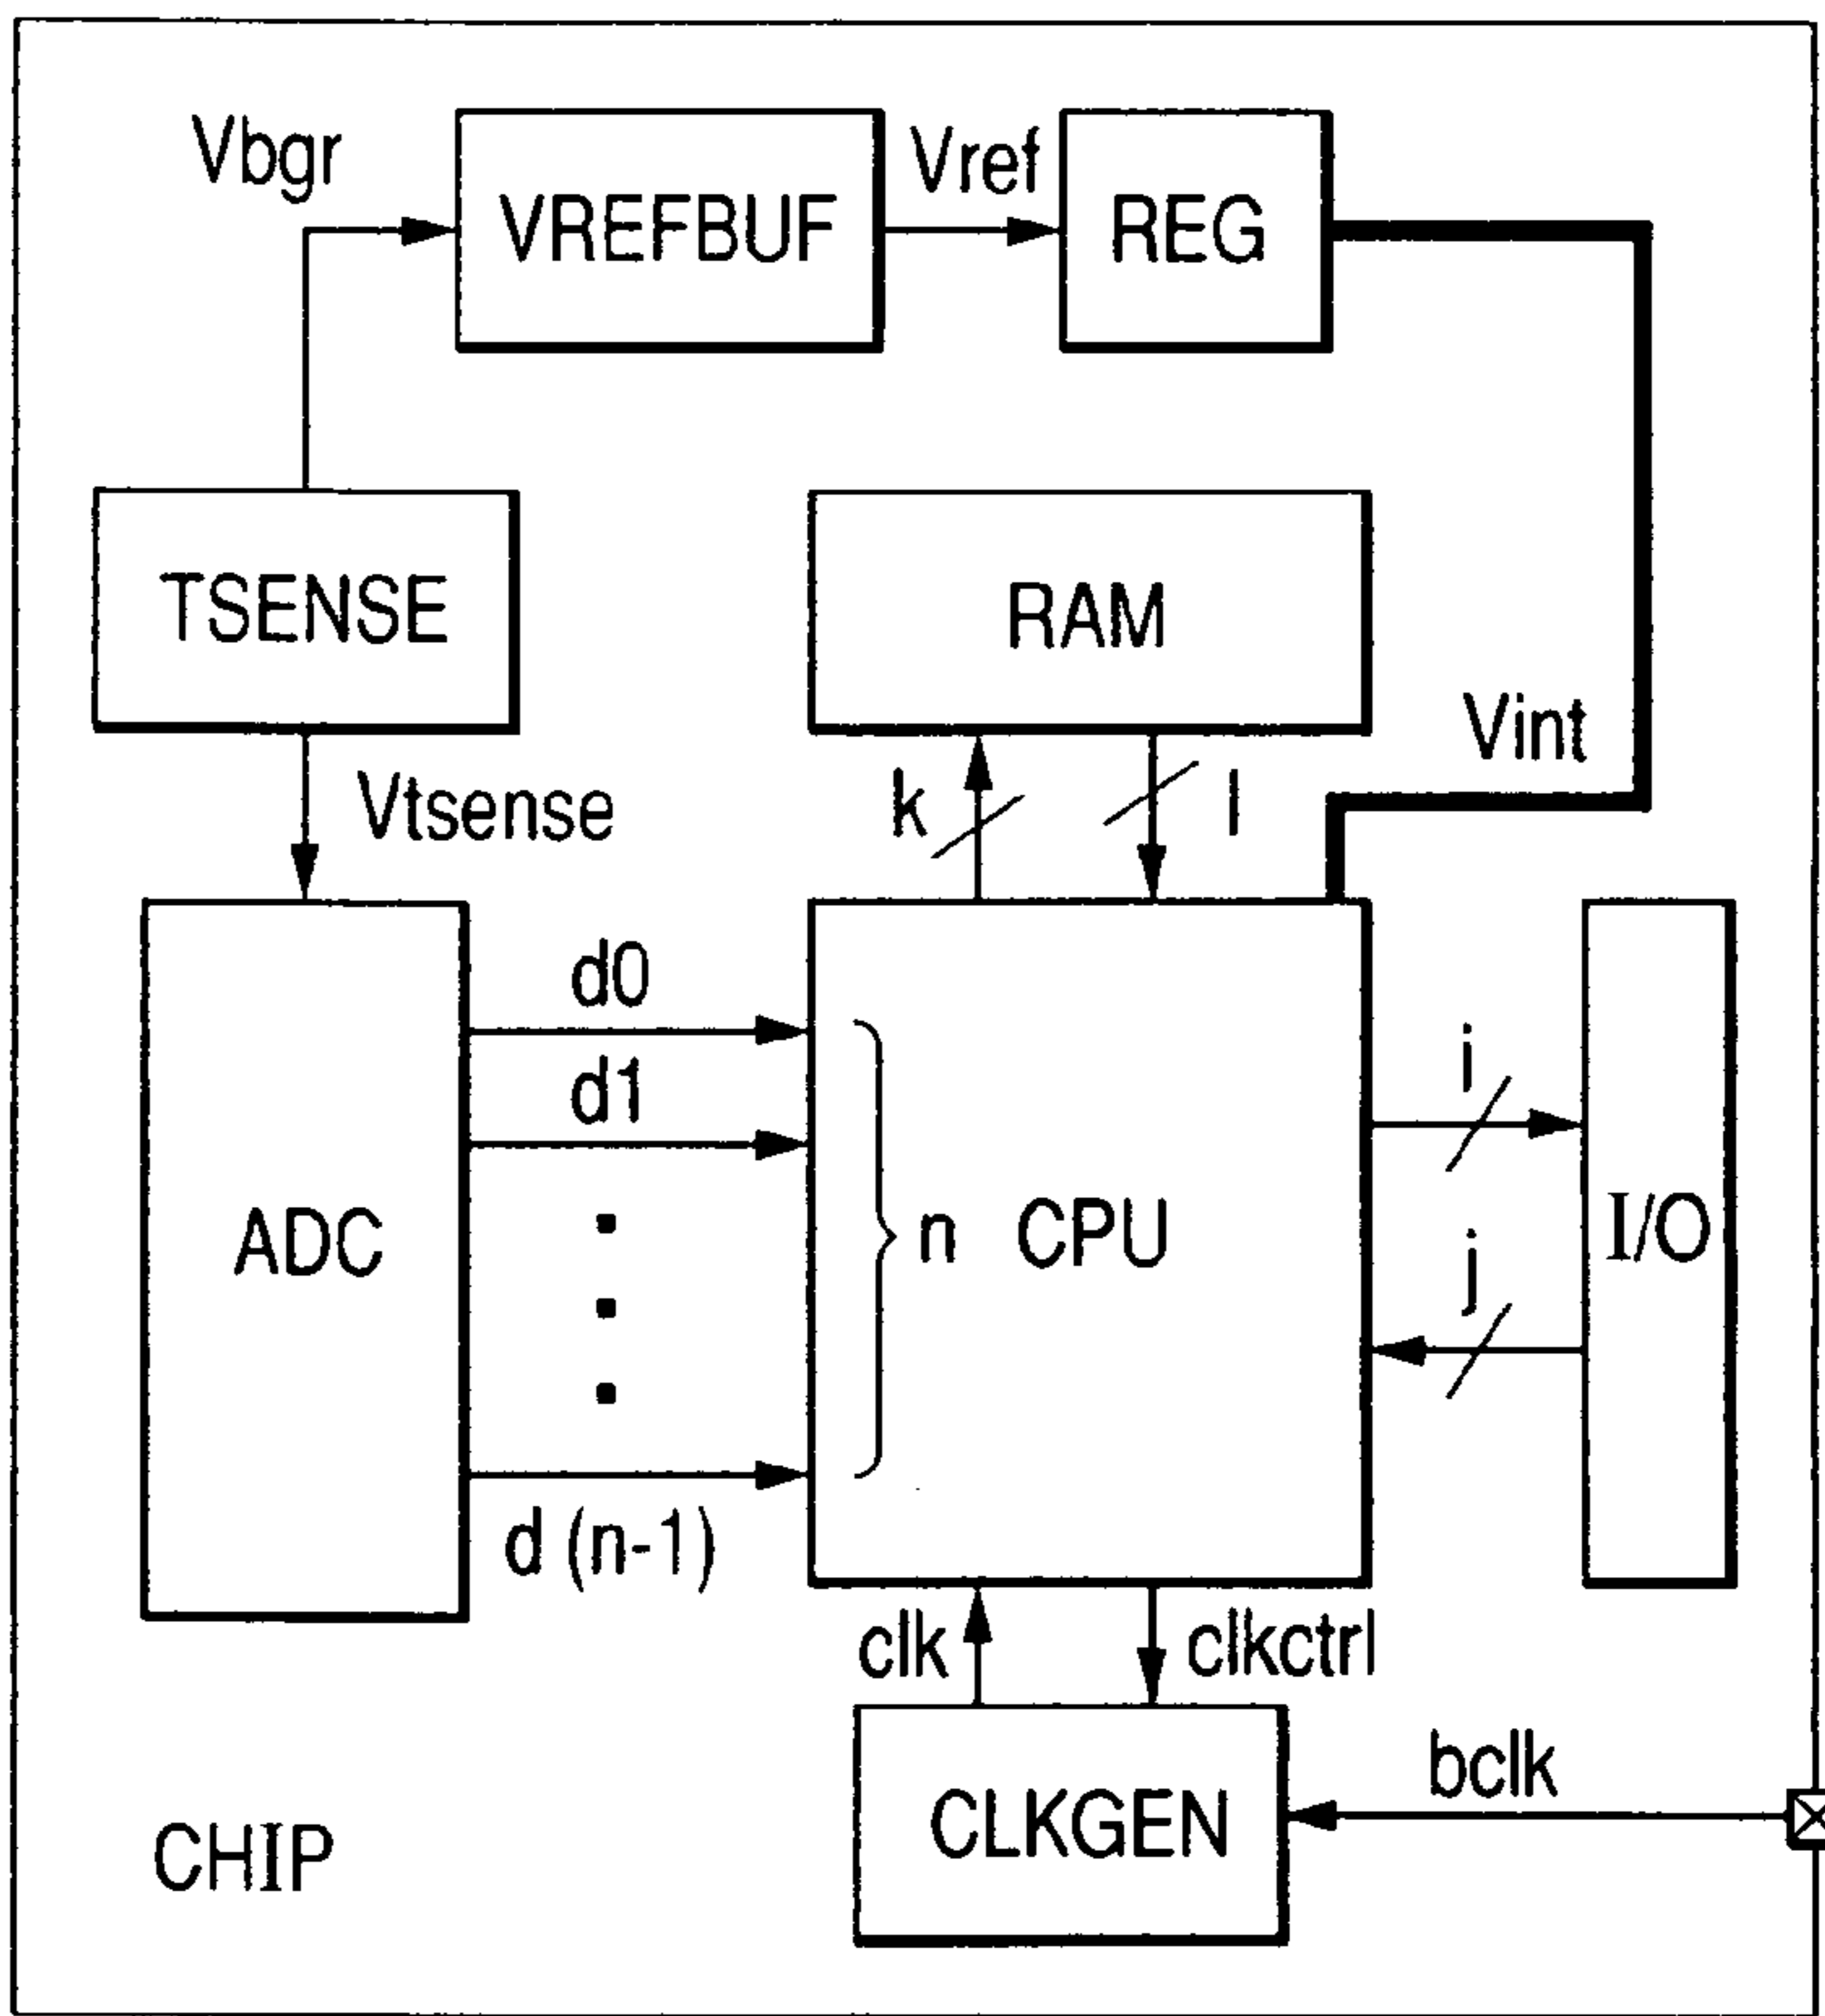 Vbgr
VREFBUF
Vref
REG
TSENSE
RAM
Vint
Vtsense
k
l
d0
d1
i
ADC
n
CPU
I/O
j
d (n-1)
clk
clkctrl
bclk
CLKGEN
CHIP